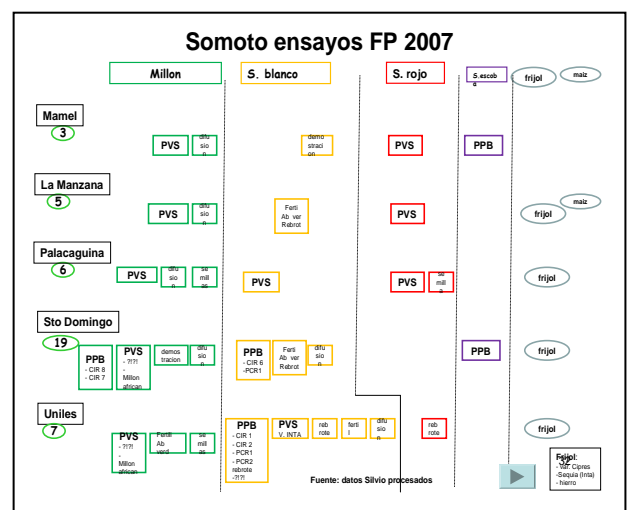 Somoto ensayos FP 2007
Millon
S. blanco
S. rojo
S.escob
a
frijol
maiz
Mamel
3
PVS
difu
sio
n
demo
straci
on
PVS
PPB
La Manzana
5
PVS
difu
sio
n
Ferti
Ab ver
Rebrot
PVS
frijol
maiz
Palacaguina
6
PVS
difu
sio
n
se
mill
as
PVS
PVS
se
mill
a
frijol
Sto Domingo
19
PPB
- CIR 8
- CIR 7
PVS
- ?!?!
-
Millon
african
demos
tracion
difu
sio
n
PPB
- CIR 6
-PCR1
Ferti
Ab ver
Rebrot
difu
sio
n
PPB
frijol
Uniles
7
PVS
- ?!?!
-
Millon
african
Fertili
Ab
verd
se
mill
as
PPB
- CIR 1
- CIR 2
- PCR1
- PCR2
rebrote
-?!?!
PVS
V. INTA
reb
rote
ferti
l
difu
sio
n
reb
rote
frijol
Fuente: datos Silvio procesados
32
Frijol:
- Var. Cipres
-Sequia (Inta)
- hierro